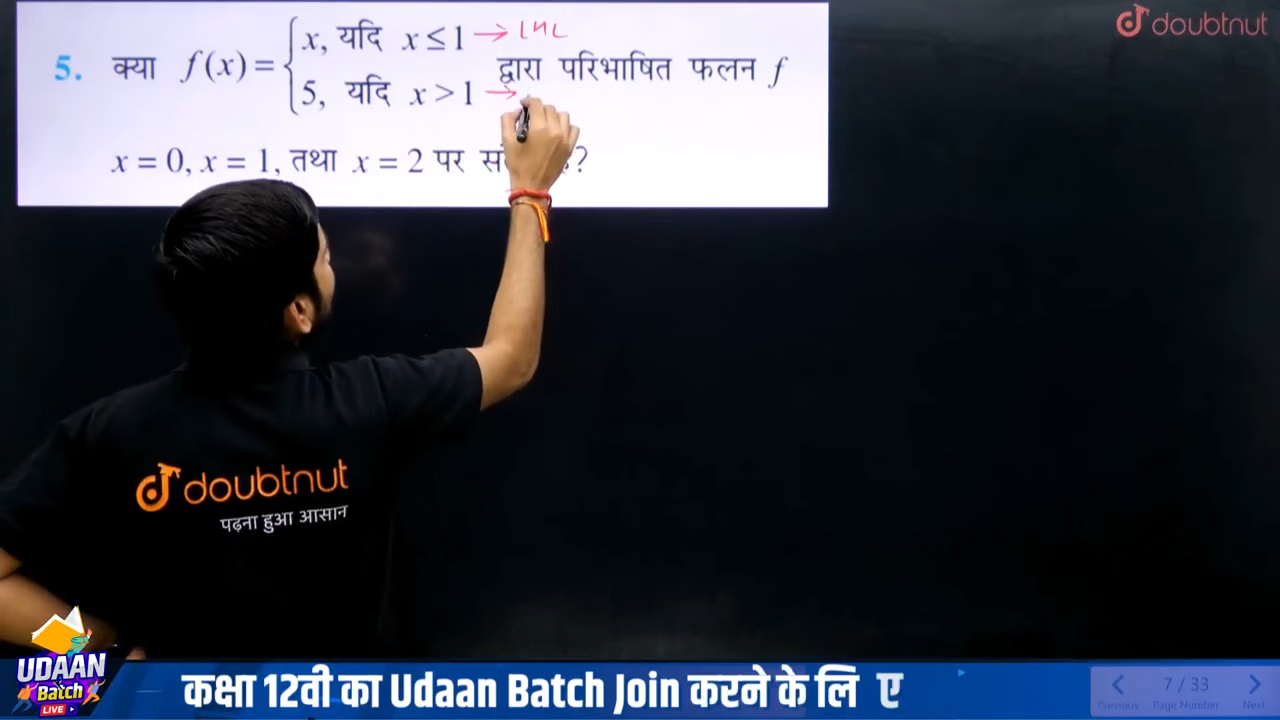 doubtnut
5. क्या f(x) = { x, यदि x ≤ 1 → LHL
5, यदि x > 1 →
द्वारा परिभाषित फलन f
x = 0, x = 1, तथा x = 2 पर ?
doubtnut
पढ़ना हुआ आसान
UDAAN
Batch
LIVE
कक्षा 12वी का Udaan Batch Join करने के लि ए
7 / 33
Previous Page Number Next